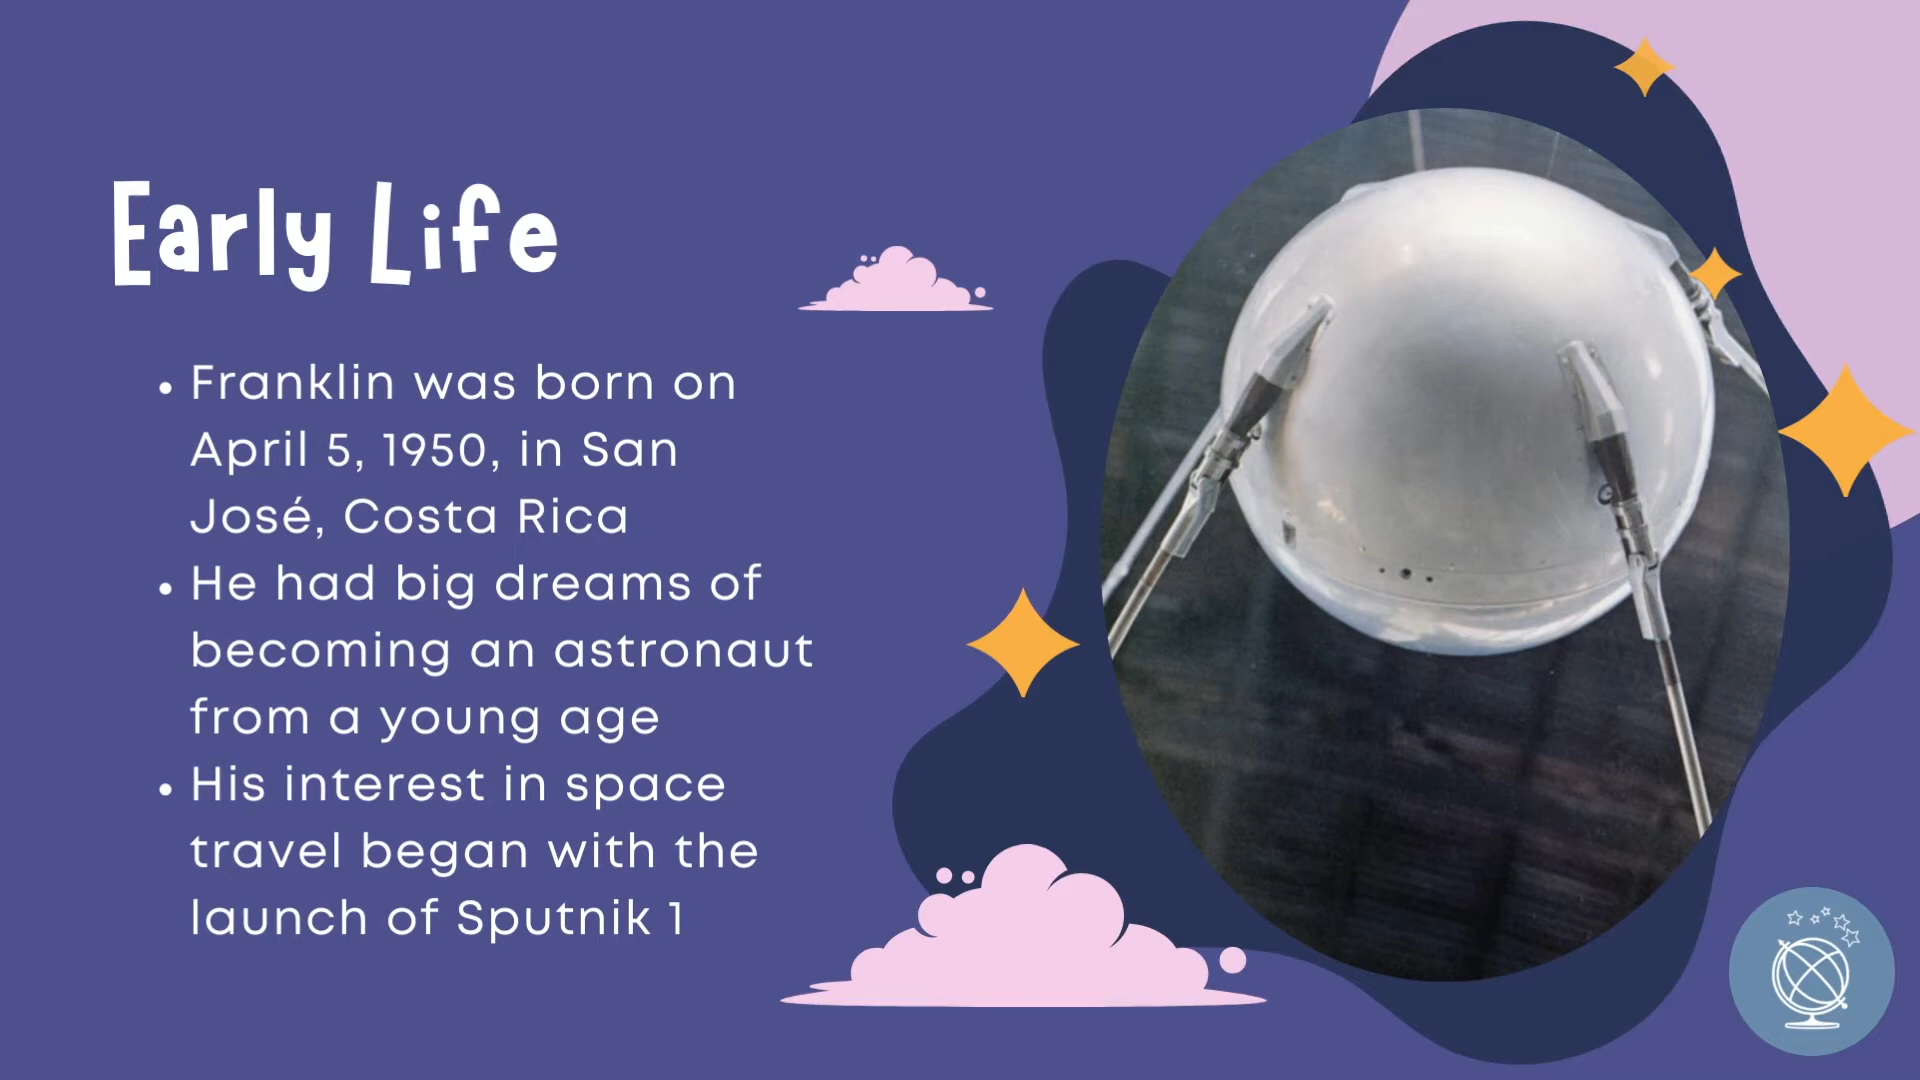 Early Life
• Franklin was born on
April 5, 1950, in San
José, Costa Rica
• He had big dreams of
becoming an astronaut
from a young age
• His interest in space
travel began with the
launch of Sputnik 1